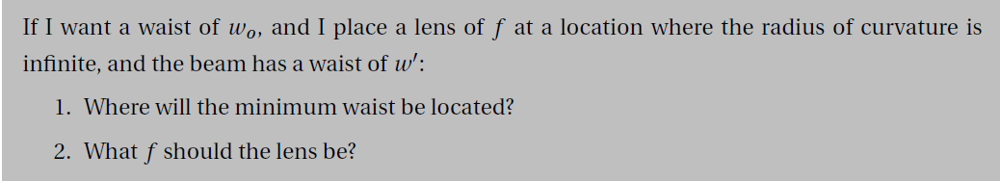 If I want a waist of wₒ, and I place a lens of f at a location where the radius of curvature is
infinite, and the beam has a waist of w′:
1. Where will the minimum waist be located?
2. What f should the lens be?